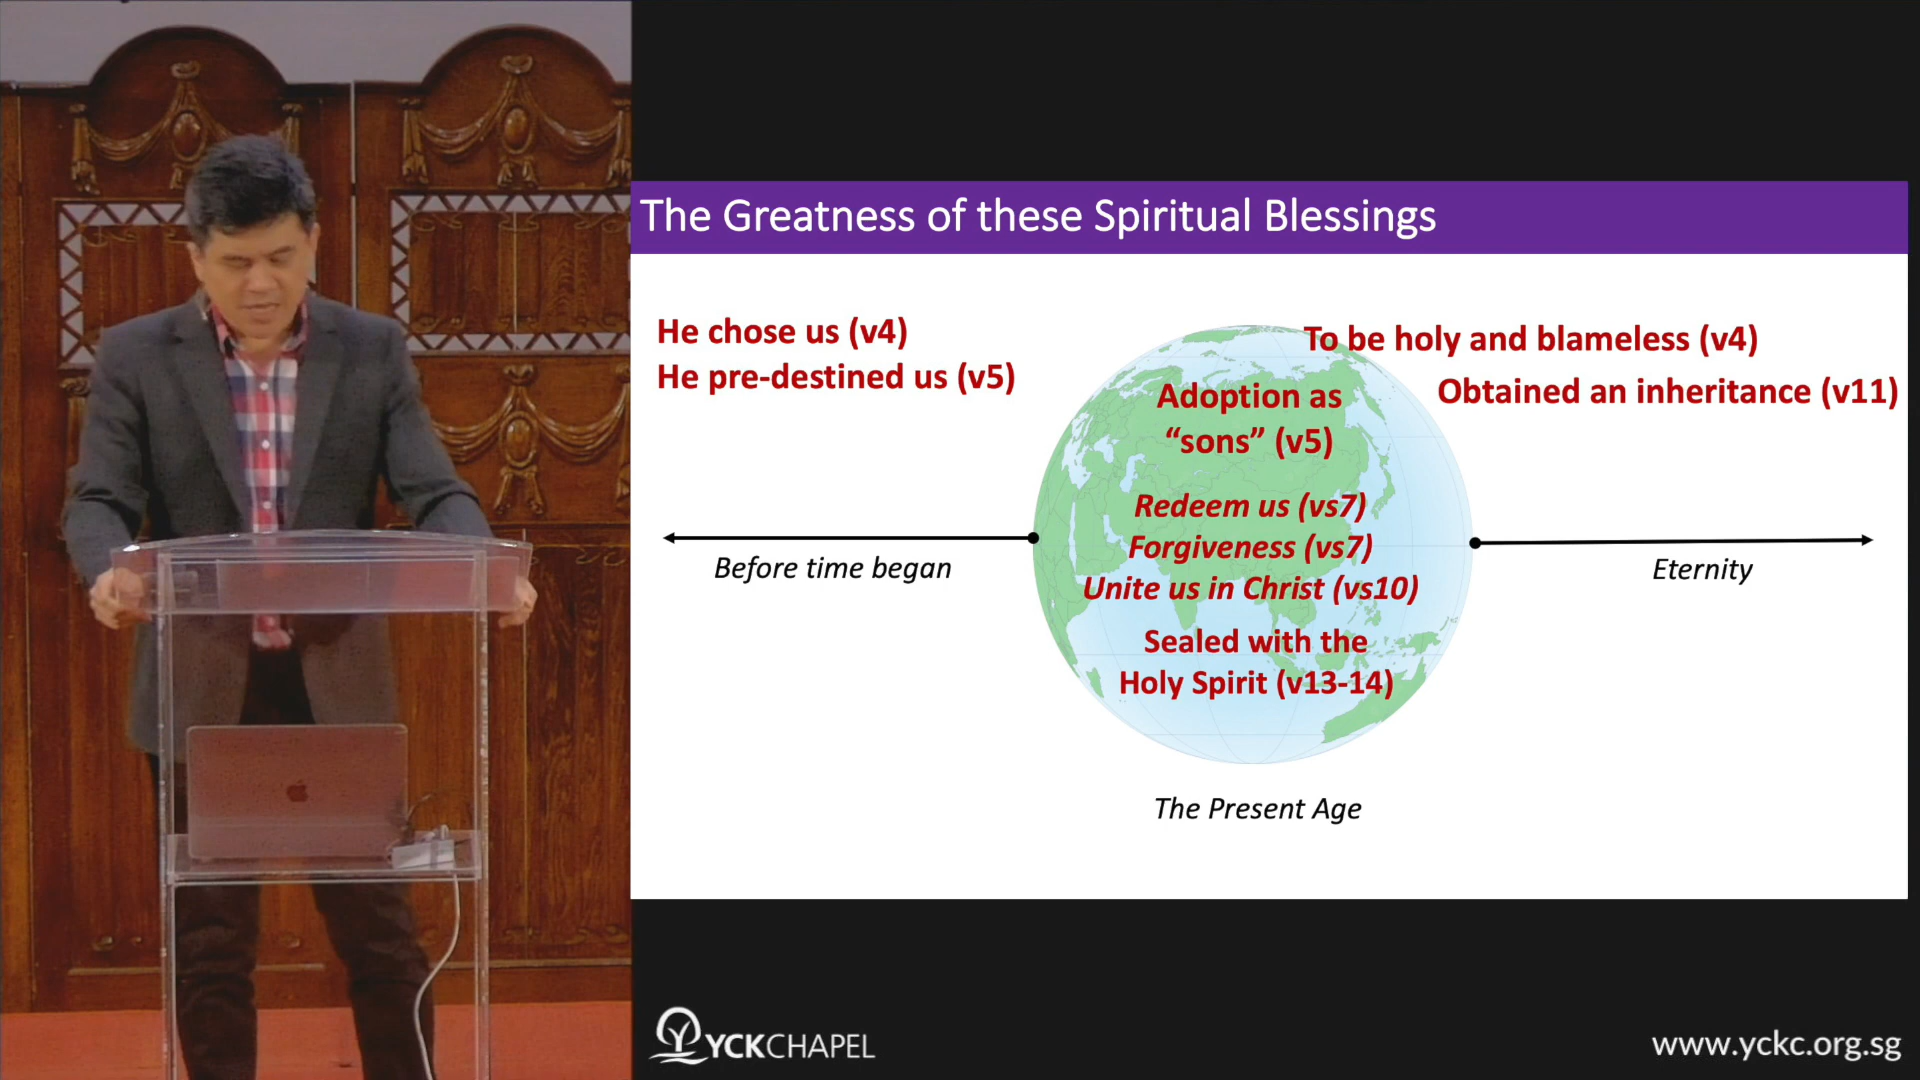 The Greatness of these Spiritual Blessings
He chose us (v4)
He pre-destined us (v5)
To be holy and blameless (v4)
Obtained an inheritance (v11)
Adoption as
“sons” (v5)
Redeem us (vs7)
Forgiveness (vs7)
Unite us in Christ (vs10)
Sealed with the
Holy Spirit (v13-14)
Before time began
Eternity
The Present Age
YCKCHAPEL
www.yckc.org.sg